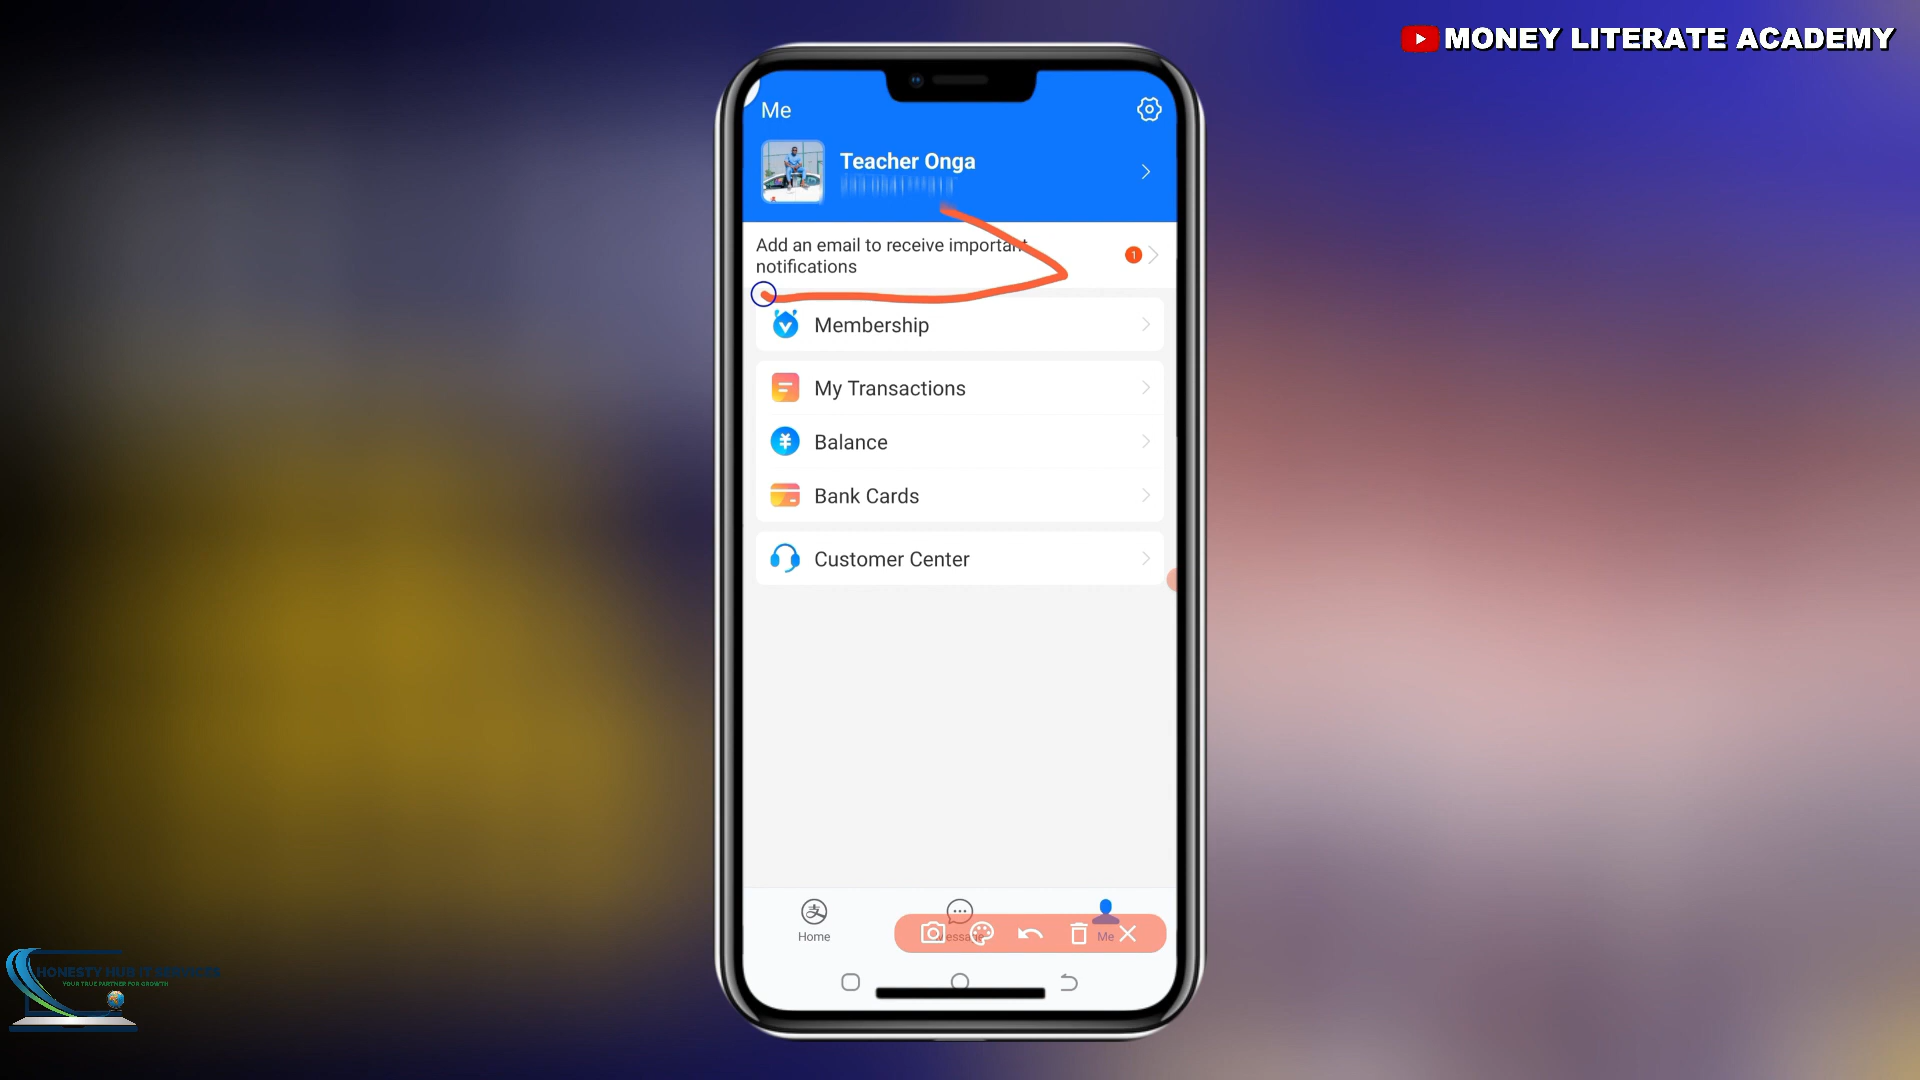 MONEY LITERATE ACADEMY
Me
Teacher Onga
Add an email to receive important
notifications
1
Membership
My Transactions
Balance
Bank Cards
Customer Center
Home
Message
Me
HONESTY HUB IT SERVICES
YOUR TRUE PARTNER FOR GROWTH